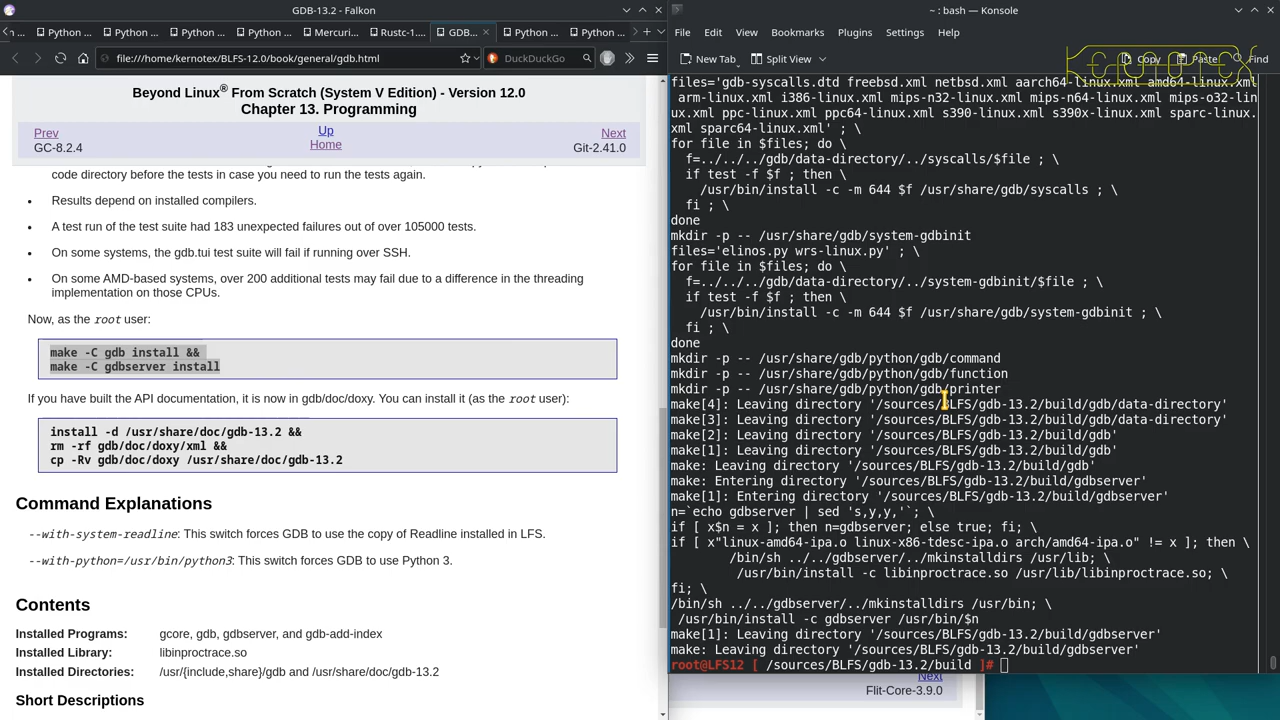 GDB-13.2 — Falkon
n ...
Python ...
Python ...
Python ...
Python ...
Mercuri...
Rustc-1....
GDB...
Python ...
Python ...
file:///home/kernotex/BLFS-12.0/book/general/gdb.html
DuckDuckGo
Beyond Linux® From Scratch (System V Edition) - Version 12.0
Chapter 13. Programming
Prev
Up
Next
GC-8.2.4
Home
Git-2.41.0
code directory before the tests in case you need to run the tests again.
• Results depend on installed compilers.
• A test run of the test suite had 183 unexpected failures out of over 105000 tests.
• On some systems, the gdb.tui test suite will fail if running over SSH.
• On some AMD-based systems, over 200 additional tests may fail due to a difference in the threading
implementation on those CPUs.
Now, as the root user:
make -C gdb install &&
make -C gdbserver install
If you have built the API documentation, it is now in gdb/doc/doxy. You can install it (as the root user):
install -d /usr/share/doc/gdb-13.2 &&
rm -rf gdb/doc/doxy/xml &&
cp -Rv gdb/doc/doxy /usr/share/doc/gdb-13.2
Command Explanations
--with-system-readline: This switch forces GDB to use the copy of Readline installed in LFS.
--with-python=/usr/bin/python3: This switch forces GDB to use Python 3.
Contents
Installed Programs: gcore, gdb, gdbserver, and gdb-add-index
Installed Library: libinproctrace.so
Installed Directories: /usr/{include,share}/gdb and /usr/share/doc/gdb-13.2
Short Descriptions
~ : bash — Konsole
File Edit View Bookmarks Plugins Settings Help
New Tab Split View Copy Paste Find
Kernotex
files='gdb-syscalls.dtd freebsd.xml netbsd.xml aarch64-linux.xml amd64-linux.xml
 arm-linux.xml i386-linux.xml mips-n32-linux.xml mips-n64-linux.xml mips-o32-lin
ux.xml ppc-linux.xml ppc64-linux.xml s390-linux.xml s390x-linux.xml sparc-linux.
xml sparc64-linux.xml' ; \
for file in $files; do \
  f=../../../gdb/data-directory/../syscalls/$file ; \
  if test -f $f ; then \
    /usr/bin/install -c -m 644 $f /usr/share/gdb/syscalls ; \
  fi ; \
done
mkdir -p -- /usr/share/gdb/system-gdbinit
files='elinos.py wrs-linux.py' ; \
for file in $files; do \
  f=../../../gdb/data-directory/../system-gdbinit/$file ; \
  if test -f $f ; then \
    /usr/bin/install -c -m 644 $f /usr/share/gdb/system-gdbinit ; \
  fi ; \
done
mkdir -p -- /usr/share/gdb/python/gdb/command
mkdir -p -- /usr/share/gdb/python/gdb/function
mkdir -p -- /usr/share/gdb/python/gdb/printer
make[4]: Leaving directory '/sources/BLFS/gdb-13.2/build/gdb/data-directory'
make[3]: Leaving directory '/sources/BLFS/gdb-13.2/build/gdb/data-directory'
make[2]: Leaving directory '/sources/BLFS/gdb-13.2/build/gdb'
make[1]: Leaving directory '/sources/BLFS/gdb-13.2/build/gdb'
make: Leaving directory '/sources/BLFS/gdb-13.2/build/gdb'
make: Entering directory '/sources/BLFS/gdb-13.2/build/gdbserver'
make[1]: Entering directory '/sources/BLFS/gdb-13.2/build/gdbserver'
n=`echo gdbserver | sed 's,y,y,'`; \
if [ x$n = x ]; then n=gdbserver; else true; fi; \
if [ x"linux-amd64-ipa.o linux-x86-tdesc-ipa.o arch/amd64-ipa.o" != x ]; then \
        /bin/sh ../../gdbserver/../mkinstalldirs /usr/lib; \
         /usr/bin/install -c libinproctrace.so /usr/lib/libinproctrace.so; \
fi; \
/bin/sh ../../gdbserver/../mkinstalldirs /usr/bin; \
 /usr/bin/install -c gdbserver /usr/bin/$n
make[1]: Leaving directory '/sources/BLFS/gdb-13.2/build/gdbserver'
make: Leaving directory '/sources/BLFS/gdb-13.2/build/gdbserver'
root@LFS12 [ /sources/BLFS/gdb-13.2/build ]#
Next
Flit-Core-3.9.0